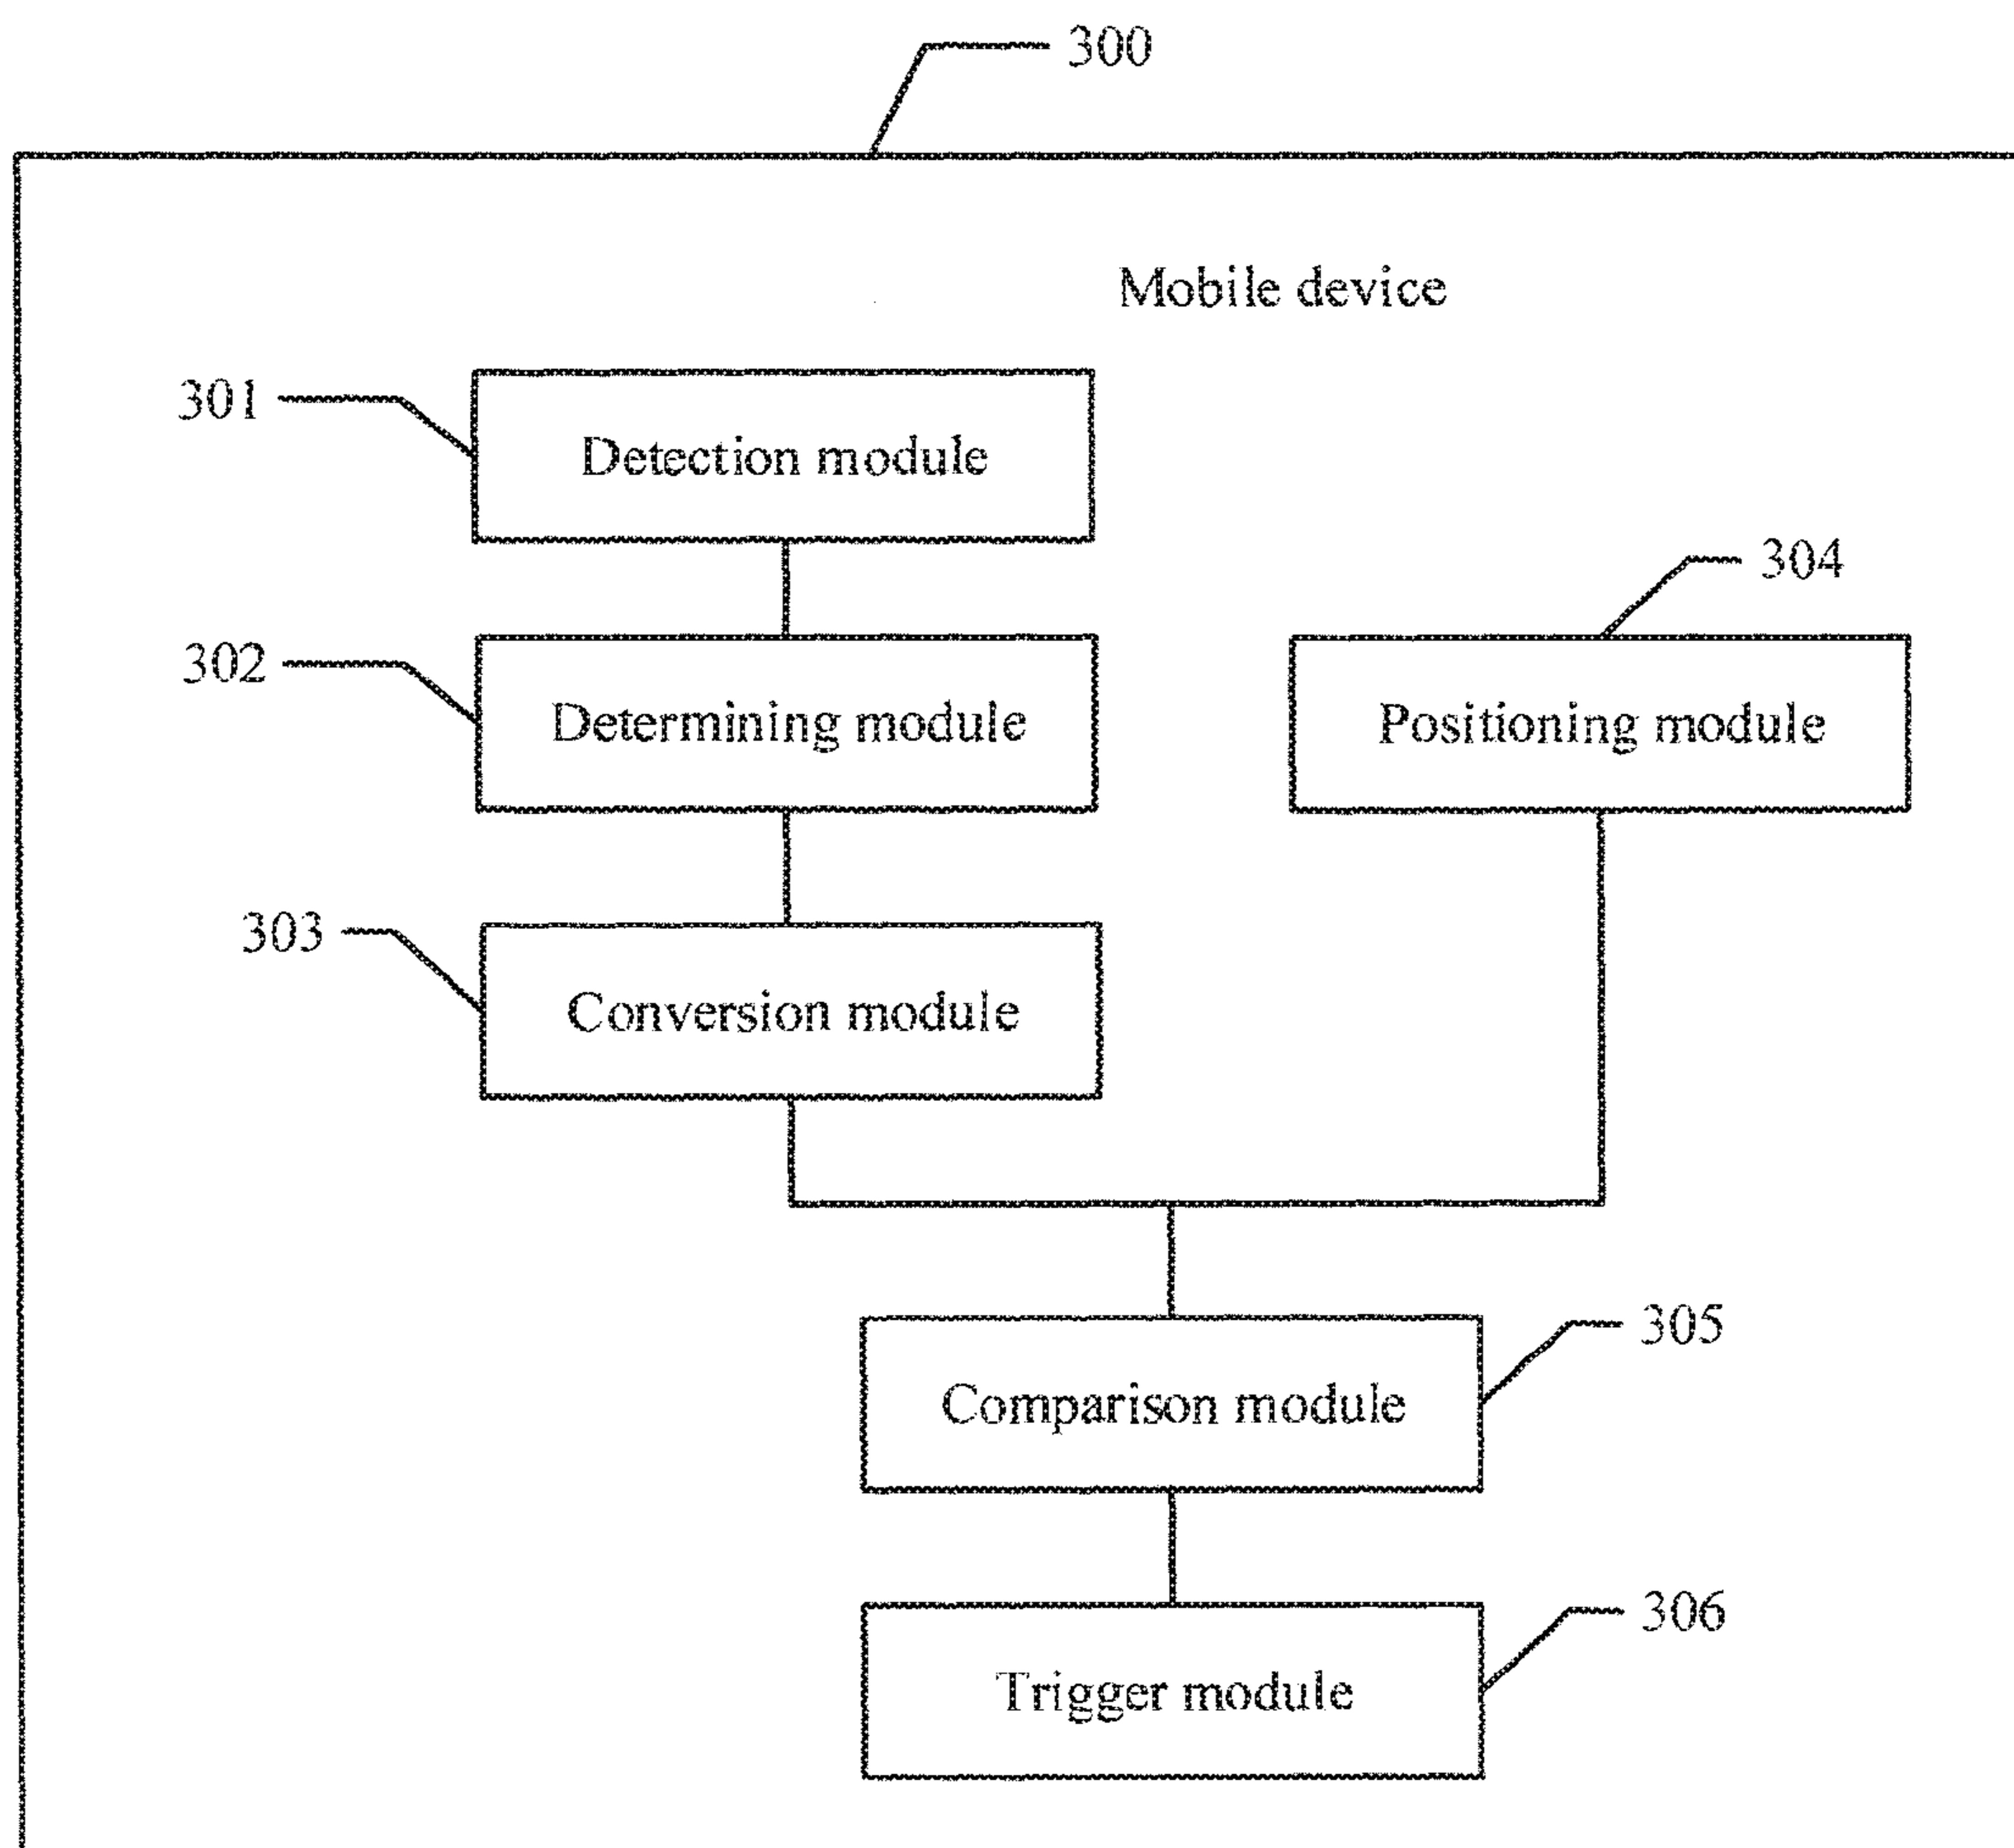 300
Mobile device
301
Detection module
304
302
Determining module
Positioning module
303
Conversion module
305
Comparison module
306
Trigger module